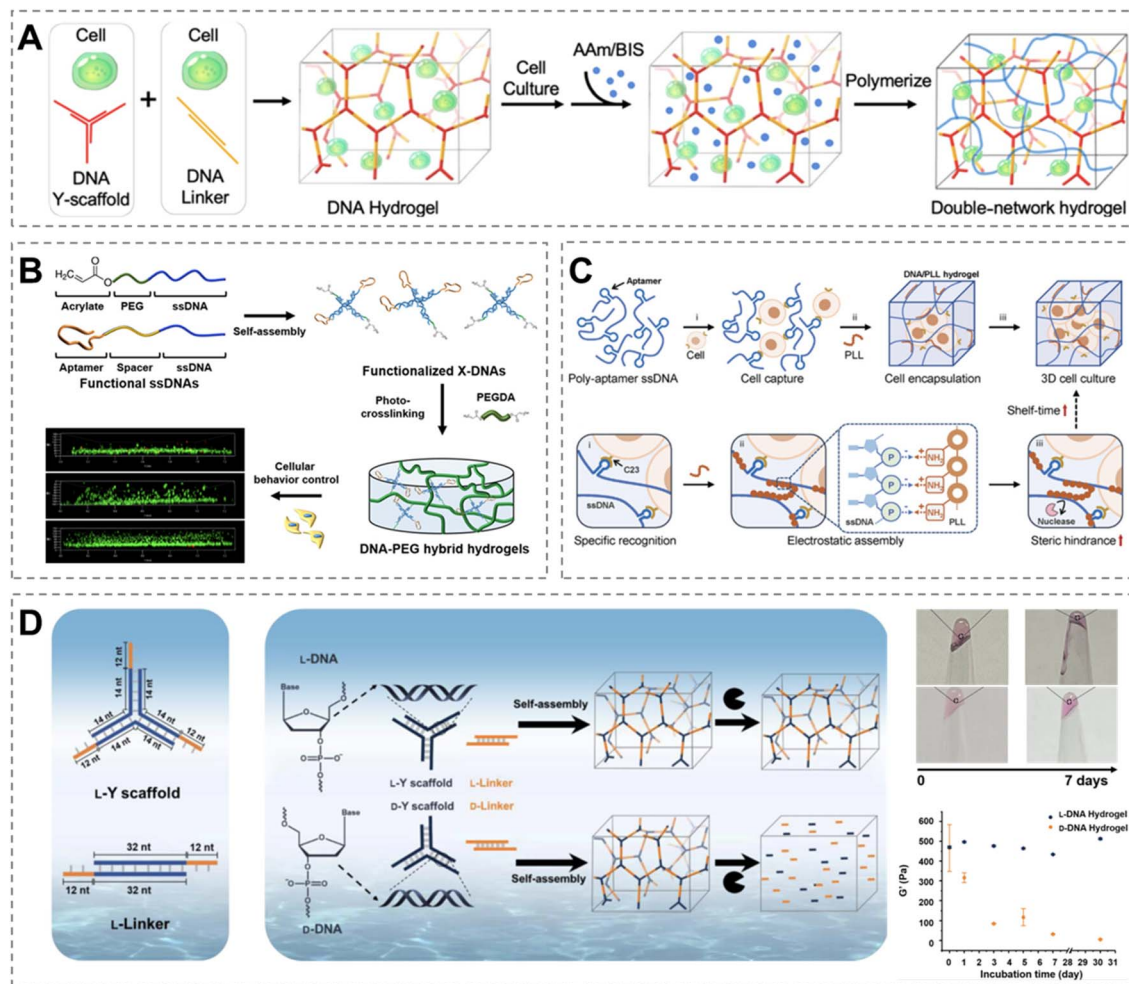 A
Cell
Cell
+
DNA
Y-scaffold
DNA
Linker
DNA Hydrogel
Cell
Culture
AAm/BIS
Polymerize
Double-network hydrogel
B
H₂C
O
O
Acrylate PEG ssDNA
Aptamer Spacer ssDNA
Functional ssDNAs
Self-assembly
Functionalized X-DNAs
Photo-
crosslinking
PEGDA
Cellular
behavior control
DNA-PEG hybrid hydrogels
C
Aptamer
Poly-aptamer ssDNA
i
Cell
Cell capture
ii
PLL
DNA/PLL hydrogel
Cell encapsulation
iii
3D cell culture
Shelf-time
i
C23
ssDNA
Specific recognition
ii
P NH₂
P NH₂
P NH₂
ssDNA
PLL
Electrostatic assembly
iii
Nuclease
Steric hindrance
D
12 nt
14 nt
14 nt
14 nt
14 nt
14 nt
14 nt
12 nt
12 nt
L-Y scaffold
32 nt
12 nt
12 nt
32 nt
L-Linker
L-DNA
Base
O
O
O=P-O⁻
O
L-Y scaffold L-Linker
D-Y scaffold D-Linker
Base
O
O
⁻O-P=O
O
D-DNA
Self-assembly
Self-assembly
0
7 days
L-DNA Hydrogel
D-DNA Hydrogel
G' (Pa)
600
500
400
300
200
100
0
0 1 2 3 4 5 6 7 28 29 30 31
Incubation time (day)